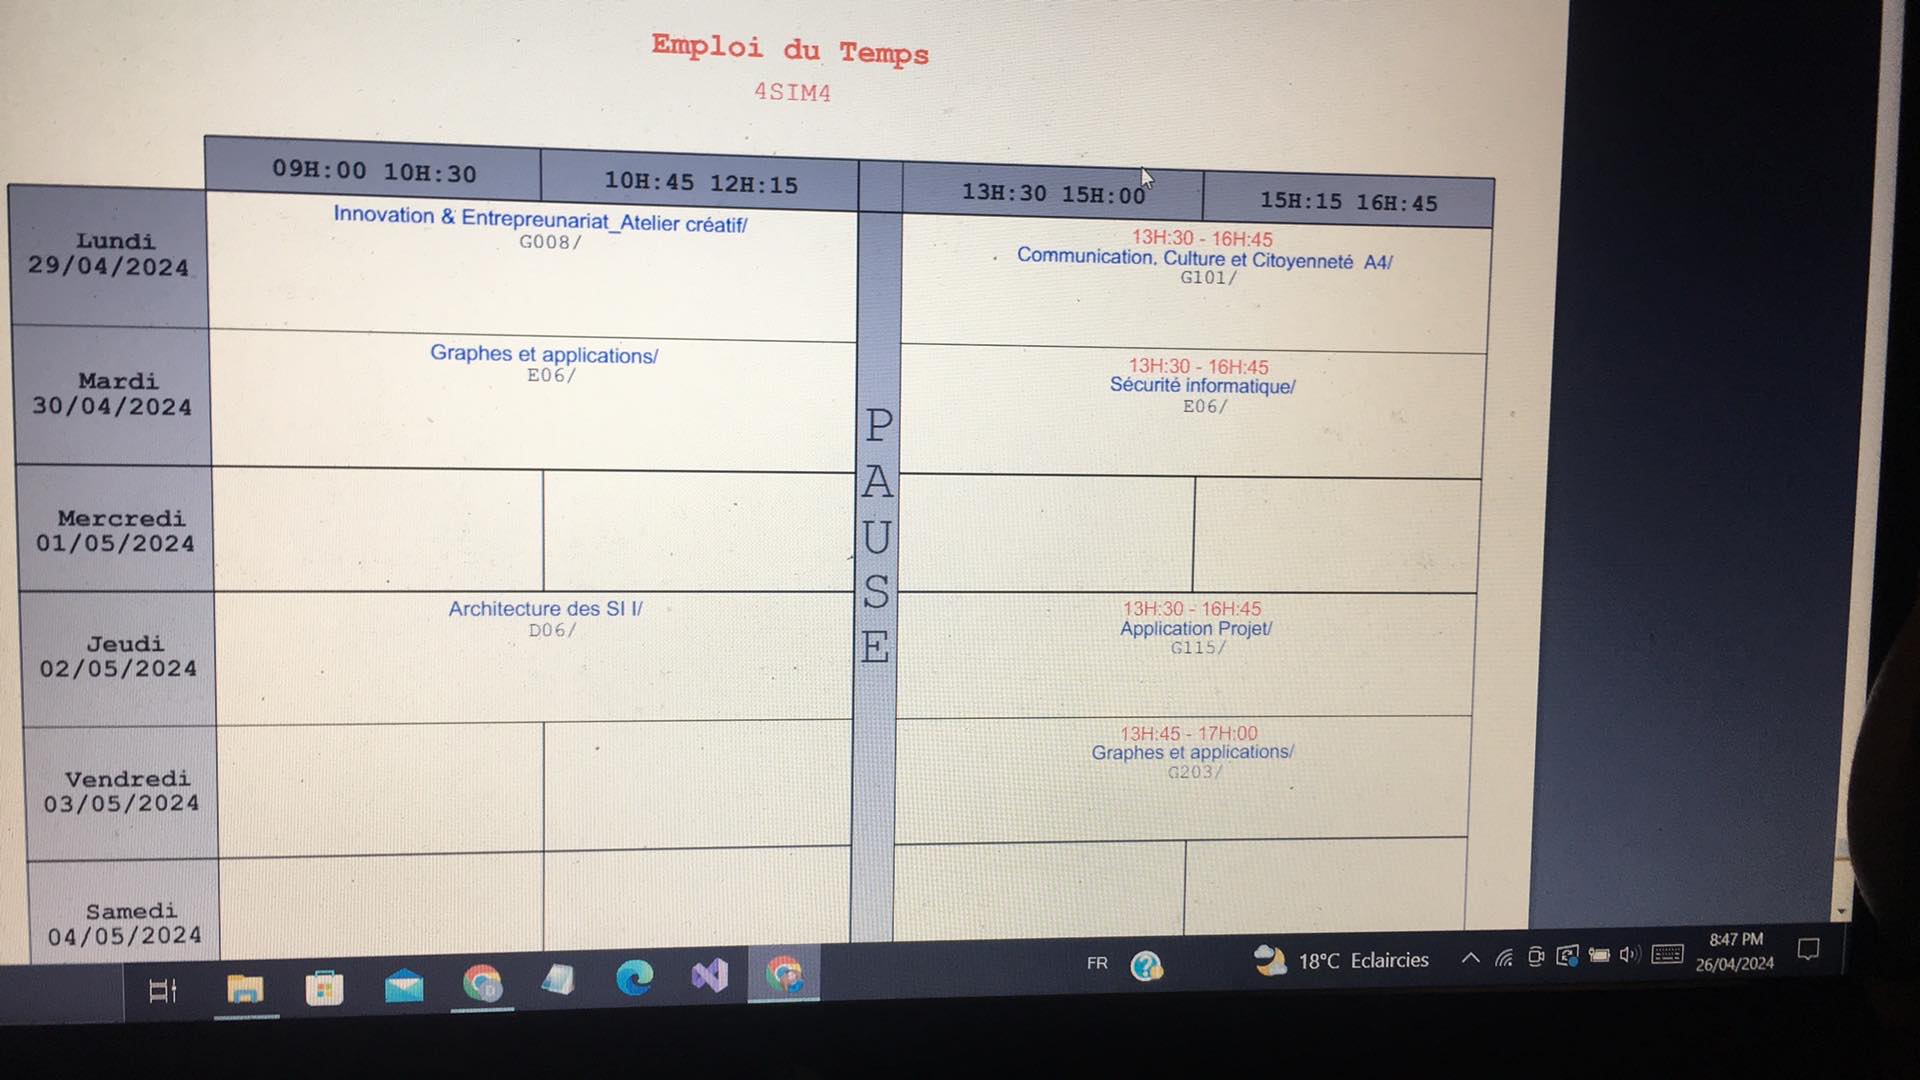 Emploi du Temps
4SIM4
09H:00 10H:30
10H:45 12H:15
13H:30 15H:00
15H:15 16H:45
Lundi
29/04/2024
Innovation & Entrepreunariat_Atelier créatif/
G008/
13H:30 - 16H:45
Communication, Culture et Citoyenneté A4/
G101/
Mardi
30/04/2024
Graphes et applications/
E06/
13H:30 - 16H:45
Sécurité informatique/
E06/
PAUSE
Mercredi
01/05/2024
Jeudi
02/05/2024
Architecture des SI I/
D06/
13H:30 - 16H:45
Application Projet/
G115/
Vendredi
03/05/2024
13H:45 - 17H:00
Graphes et applications/
G203/
Samedi
04/05/2024
FR
18°C Eclaircies
8:47 PM
26/04/2024